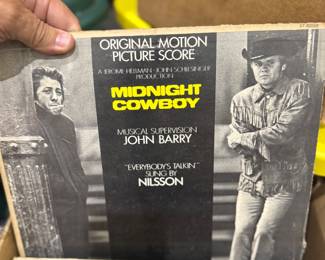 ORIGINAL MOTION
PICTURE SCORE
A JEROME HELLMAN · JOHN SCHLESINGER
PRODUCTION
MIDNIGHT
COWBOY
MUSICAL SUPERVISION
JOHN BARRY
"EVERYBODY'S TALKIN'"
SUNG BY
NILSSON